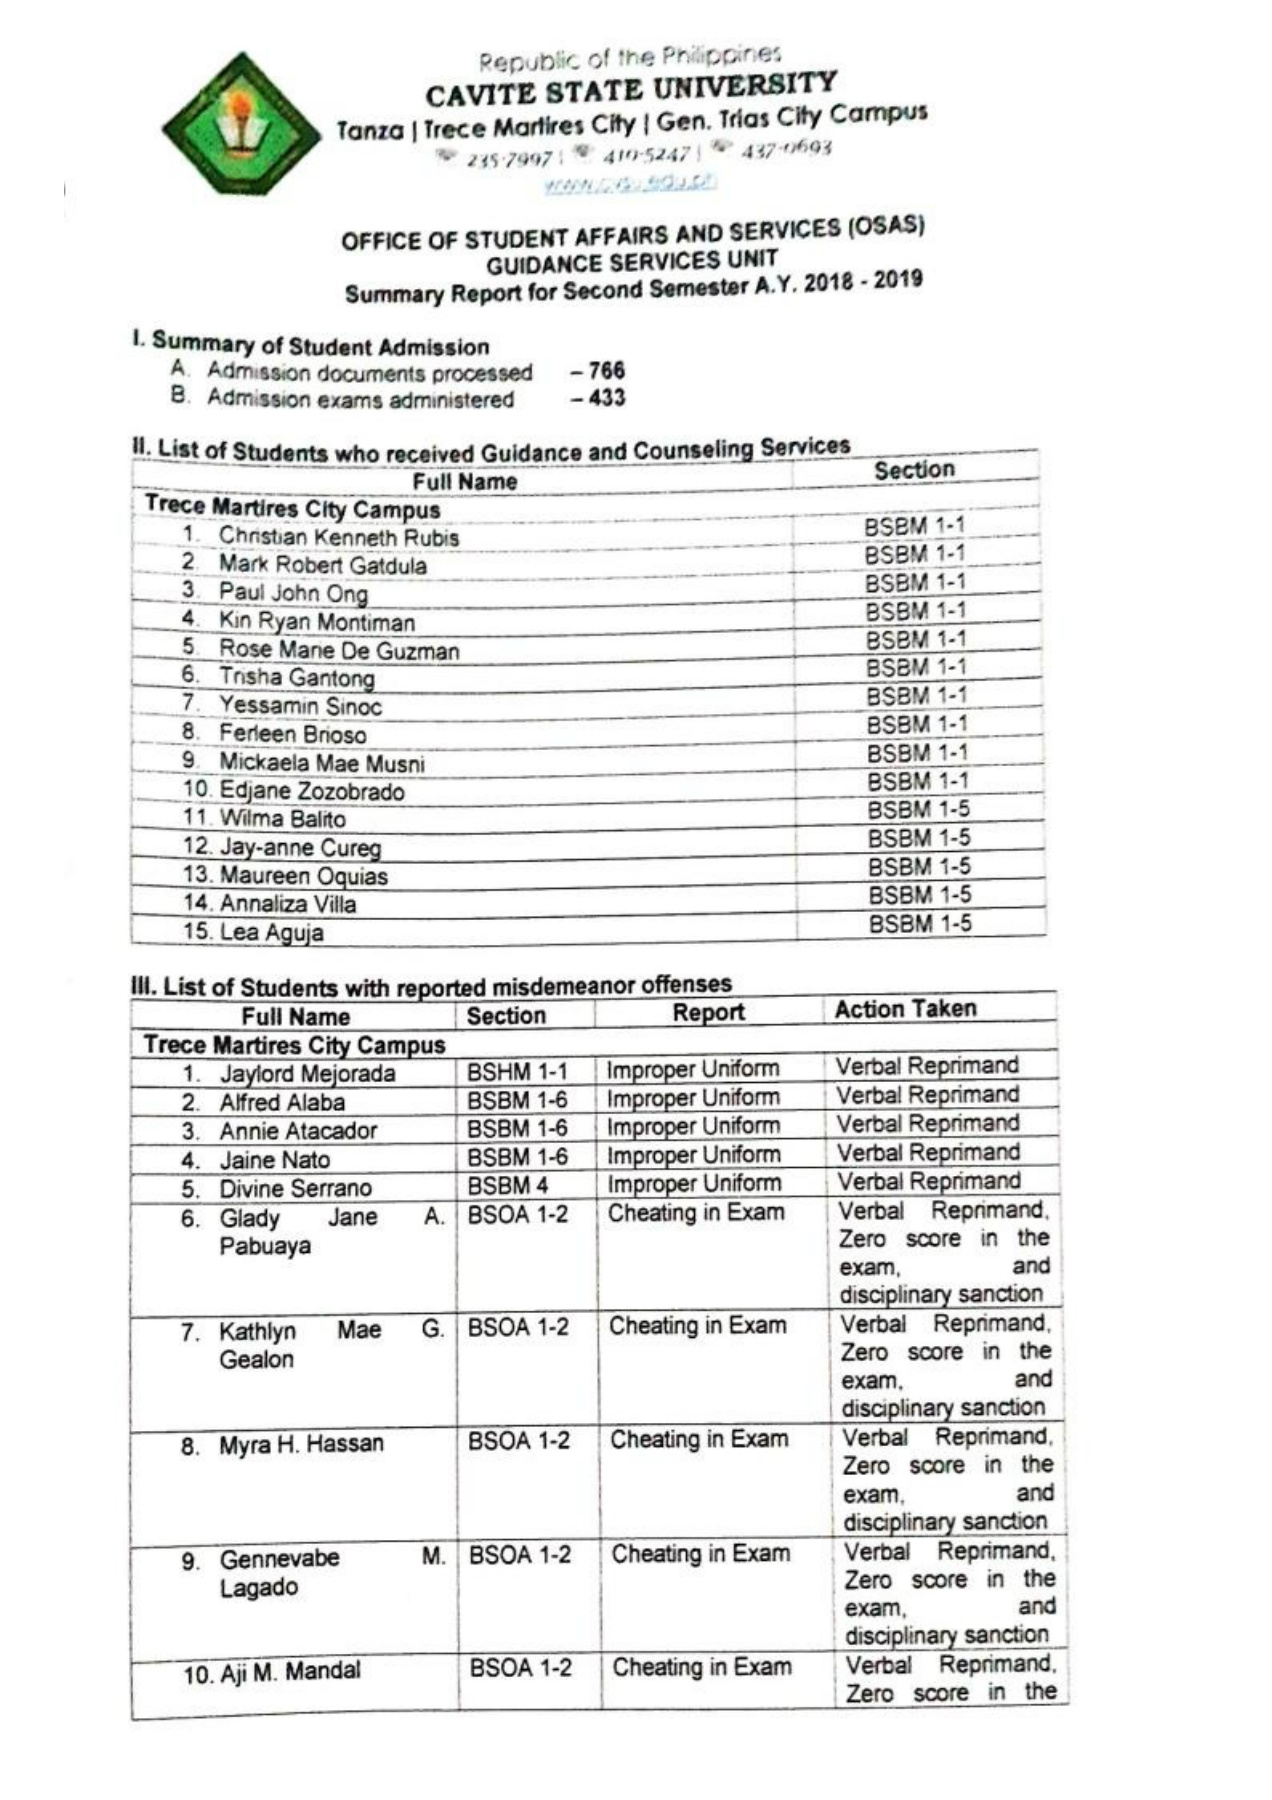 Republic of the Philippines
CAVITE STATE UNIVERSITY
Tanza | Trece Martires City | Gen. Trias City Campus
235-7997 | 410-5247 | 437-0693
www.cvsu.edu.ph
OFFICE OF STUDENT AFFAIRS AND SERVICES (OSAS)
GUIDANCE SERVICES UNIT
Summary Report for Second Semester A.Y. 2018 - 2019
I. Summary of Student Admission
A. Admission documents processed – 766
B. Admission exams administered – 433
II. List of Students who received Guidance and Counseling Services
Full Name Section
Trece Martires City Campus
1. Christian Kenneth Rubis BSBM 1-1
2. Mark Robert Gatdula BSBM 1-1
3. Paul John Ong BSBM 1-1
4. Kin Ryan Montiman BSBM 1-1
5. Rose Marie De Guzman BSBM 1-1
6. Trisha Gantong BSBM 1-1
7. Yessamin Sinoc BSBM 1-1
8. Ferleen Brioso BSBM 1-1
9. Mickaela Mae Musni BSBM 1-1
10. Edjane Zozobrado BSBM 1-1
11. Wilma Balito BSBM 1-5
12. Jay-anne Cureg BSBM 1-5
13. Maureen Oquias BSBM 1-5
14. Annaliza Villa BSBM 1-5
15. Lea Aguja BSBM 1-5
III. List of Students with reported misdemeanor offenses
Full Name Section Report Action Taken
Trece Martires City Campus
1. Jaylord Mejorada BSHM 1-1 Improper Uniform Verbal Reprimand
2. Alfred Alaba BSBM 1-6 Improper Uniform Verbal Reprimand
3. Annie Atacador BSBM 1-6 Improper Uniform Verbal Reprimand
4. Jaine Nato BSBM 1-6 Improper Uniform Verbal Reprimand
5. Divine Serrano BSBM 4 Improper Uniform Verbal Reprimand
6. Glady Jane A. BSOA 1-2 Cheating in Exam Verbal Reprimand,
Pabuaya Zero score in the
exam, and
disciplinary sanction
7. Kathlyn Mae G. BSOA 1-2 Cheating in Exam Verbal Reprimand,
Gealon Zero score in the
exam, and
disciplinary sanction
8. Myra H. Hassan BSOA 1-2 Cheating in Exam Verbal Reprimand,
Zero score in the
exam, and
disciplinary sanction
9. Gennevabe M. BSOA 1-2 Cheating in Exam Verbal Reprimand,
Lagado Zero score in the
exam, and
disciplinary sanction
10. Aji M. Mandal BSOA 1-2 Cheating in Exam Verbal Reprimand,
Zero score in the